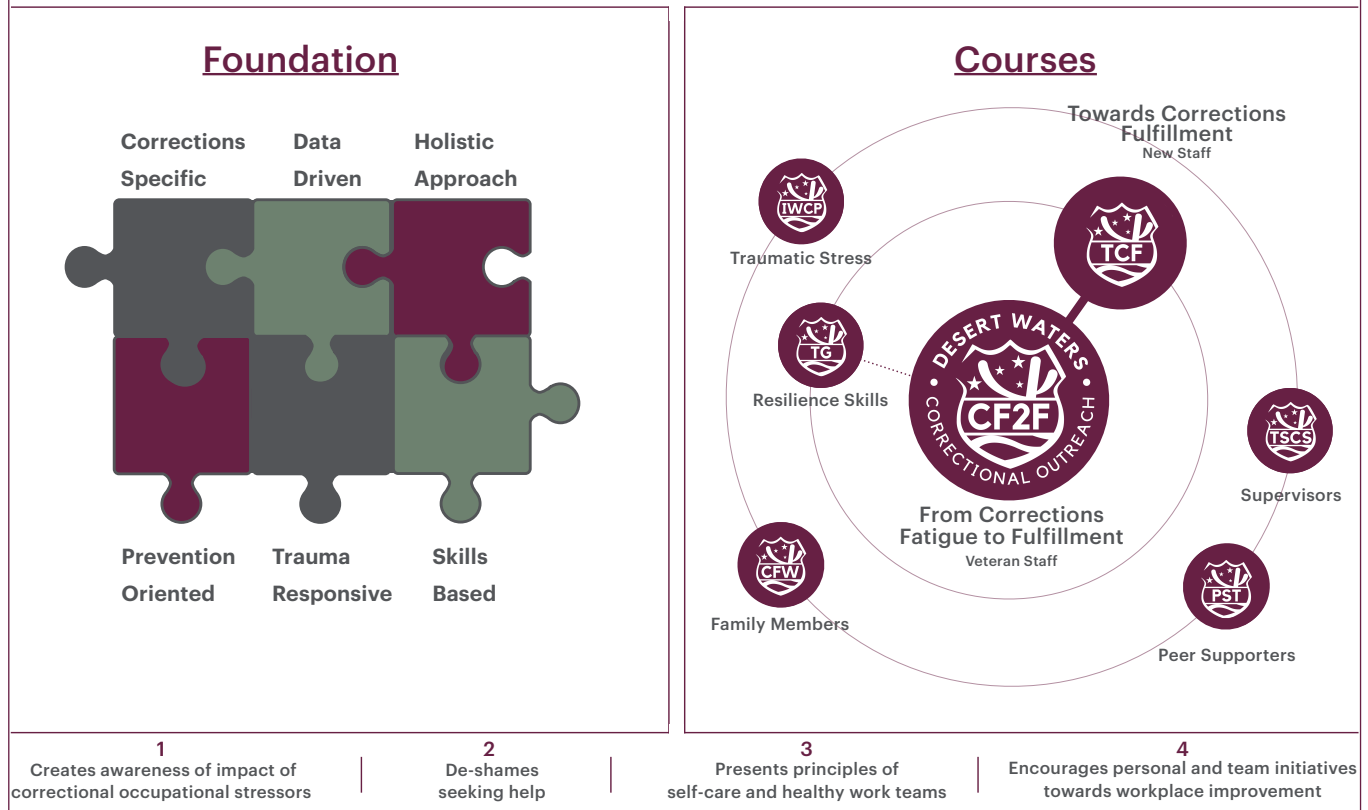 Foundation
Corrections
Specific
Data
Driven
Holistic
Approach
Prevention
Oriented
Trauma
Responsive
Skills
Based
Courses
Towards Corrections
Fulfillment
New Staff
IWCP
Traumatic Stress
TCF
TG
Resilience Skills
DESERT WATERS
CF2F
CORRECTIONAL OUTREACH
From Corrections
Fatigue to Fulfillment
Veteran Staff
TSCS
Supervisors
CFW
Family Members
PST
Peer Supporters
1
Creates awareness of impact of
correctional occupational stressors
2
De-shames
seeking help
3
Presents principles of
self-care and healthy work teams
4
Encourages personal and team initiatives
towards workplace improvement